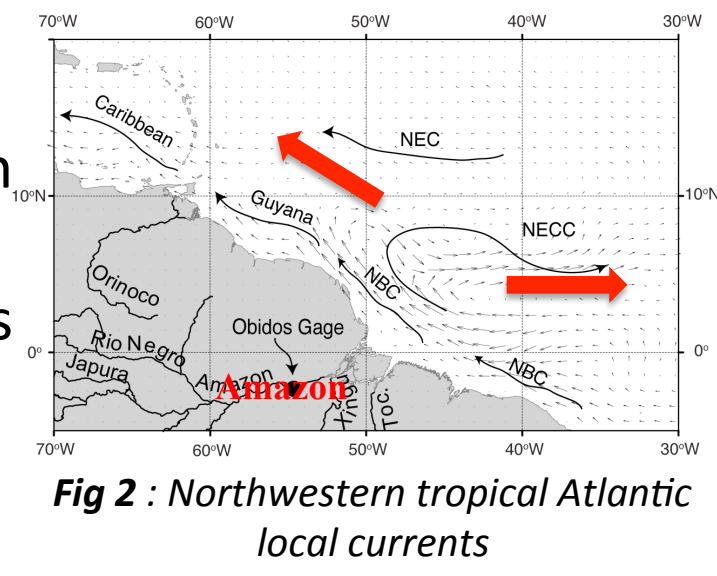 70°W 60°W 50°W 40°W 30°W
Caribbean
NEC
n
10°N 10°N
Guyana
NECC
NBC
Orinoco
s
Obidos Gage
Rio Negro
0° 0°
Japura
NBC
Amazon
Amazon
Xingu
Toc.
70°W 60°W 50°W 40°W 30°W
Fig 2 : Northwestern tropical Atlantic
local currents